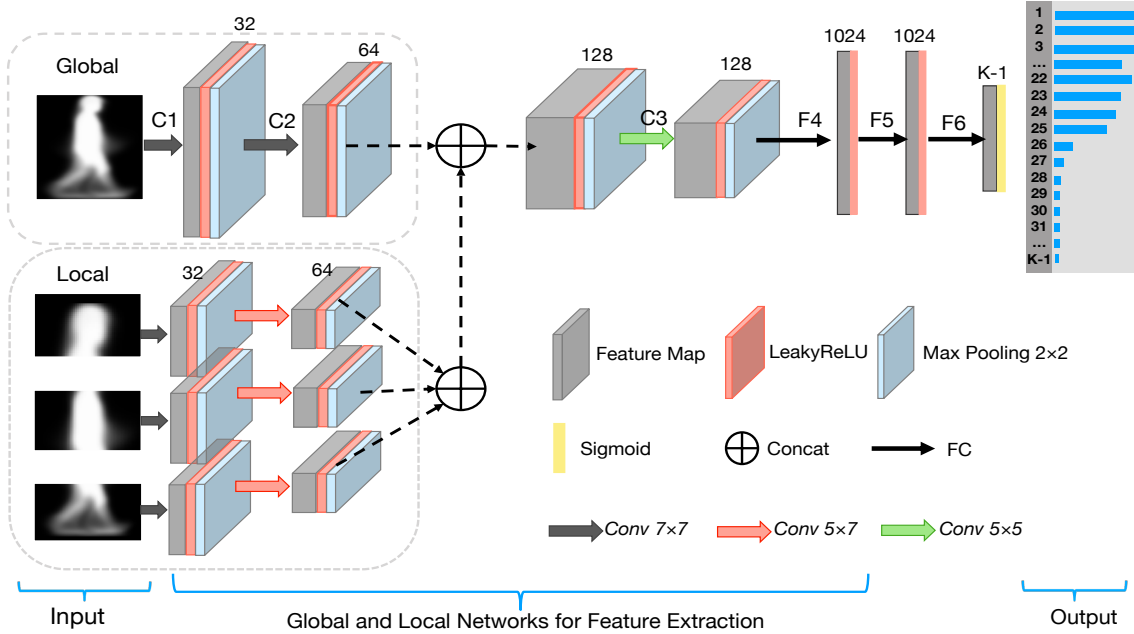 Global
32
64
C1
C2
128
C3
128
F4
1024
F5
1024
F6
K-1
1
2
3
...
22
23
24
25
26
27
28
29
30
31
...
K-1
Local
32
64
Feature Map
LeakyReLU
Max Pooling 2×2
Sigmoid
Concat
FC
Conv 7×7
Conv 5×7
Conv 5×5
Input
Global and Local Networks for Feature Extraction
Output